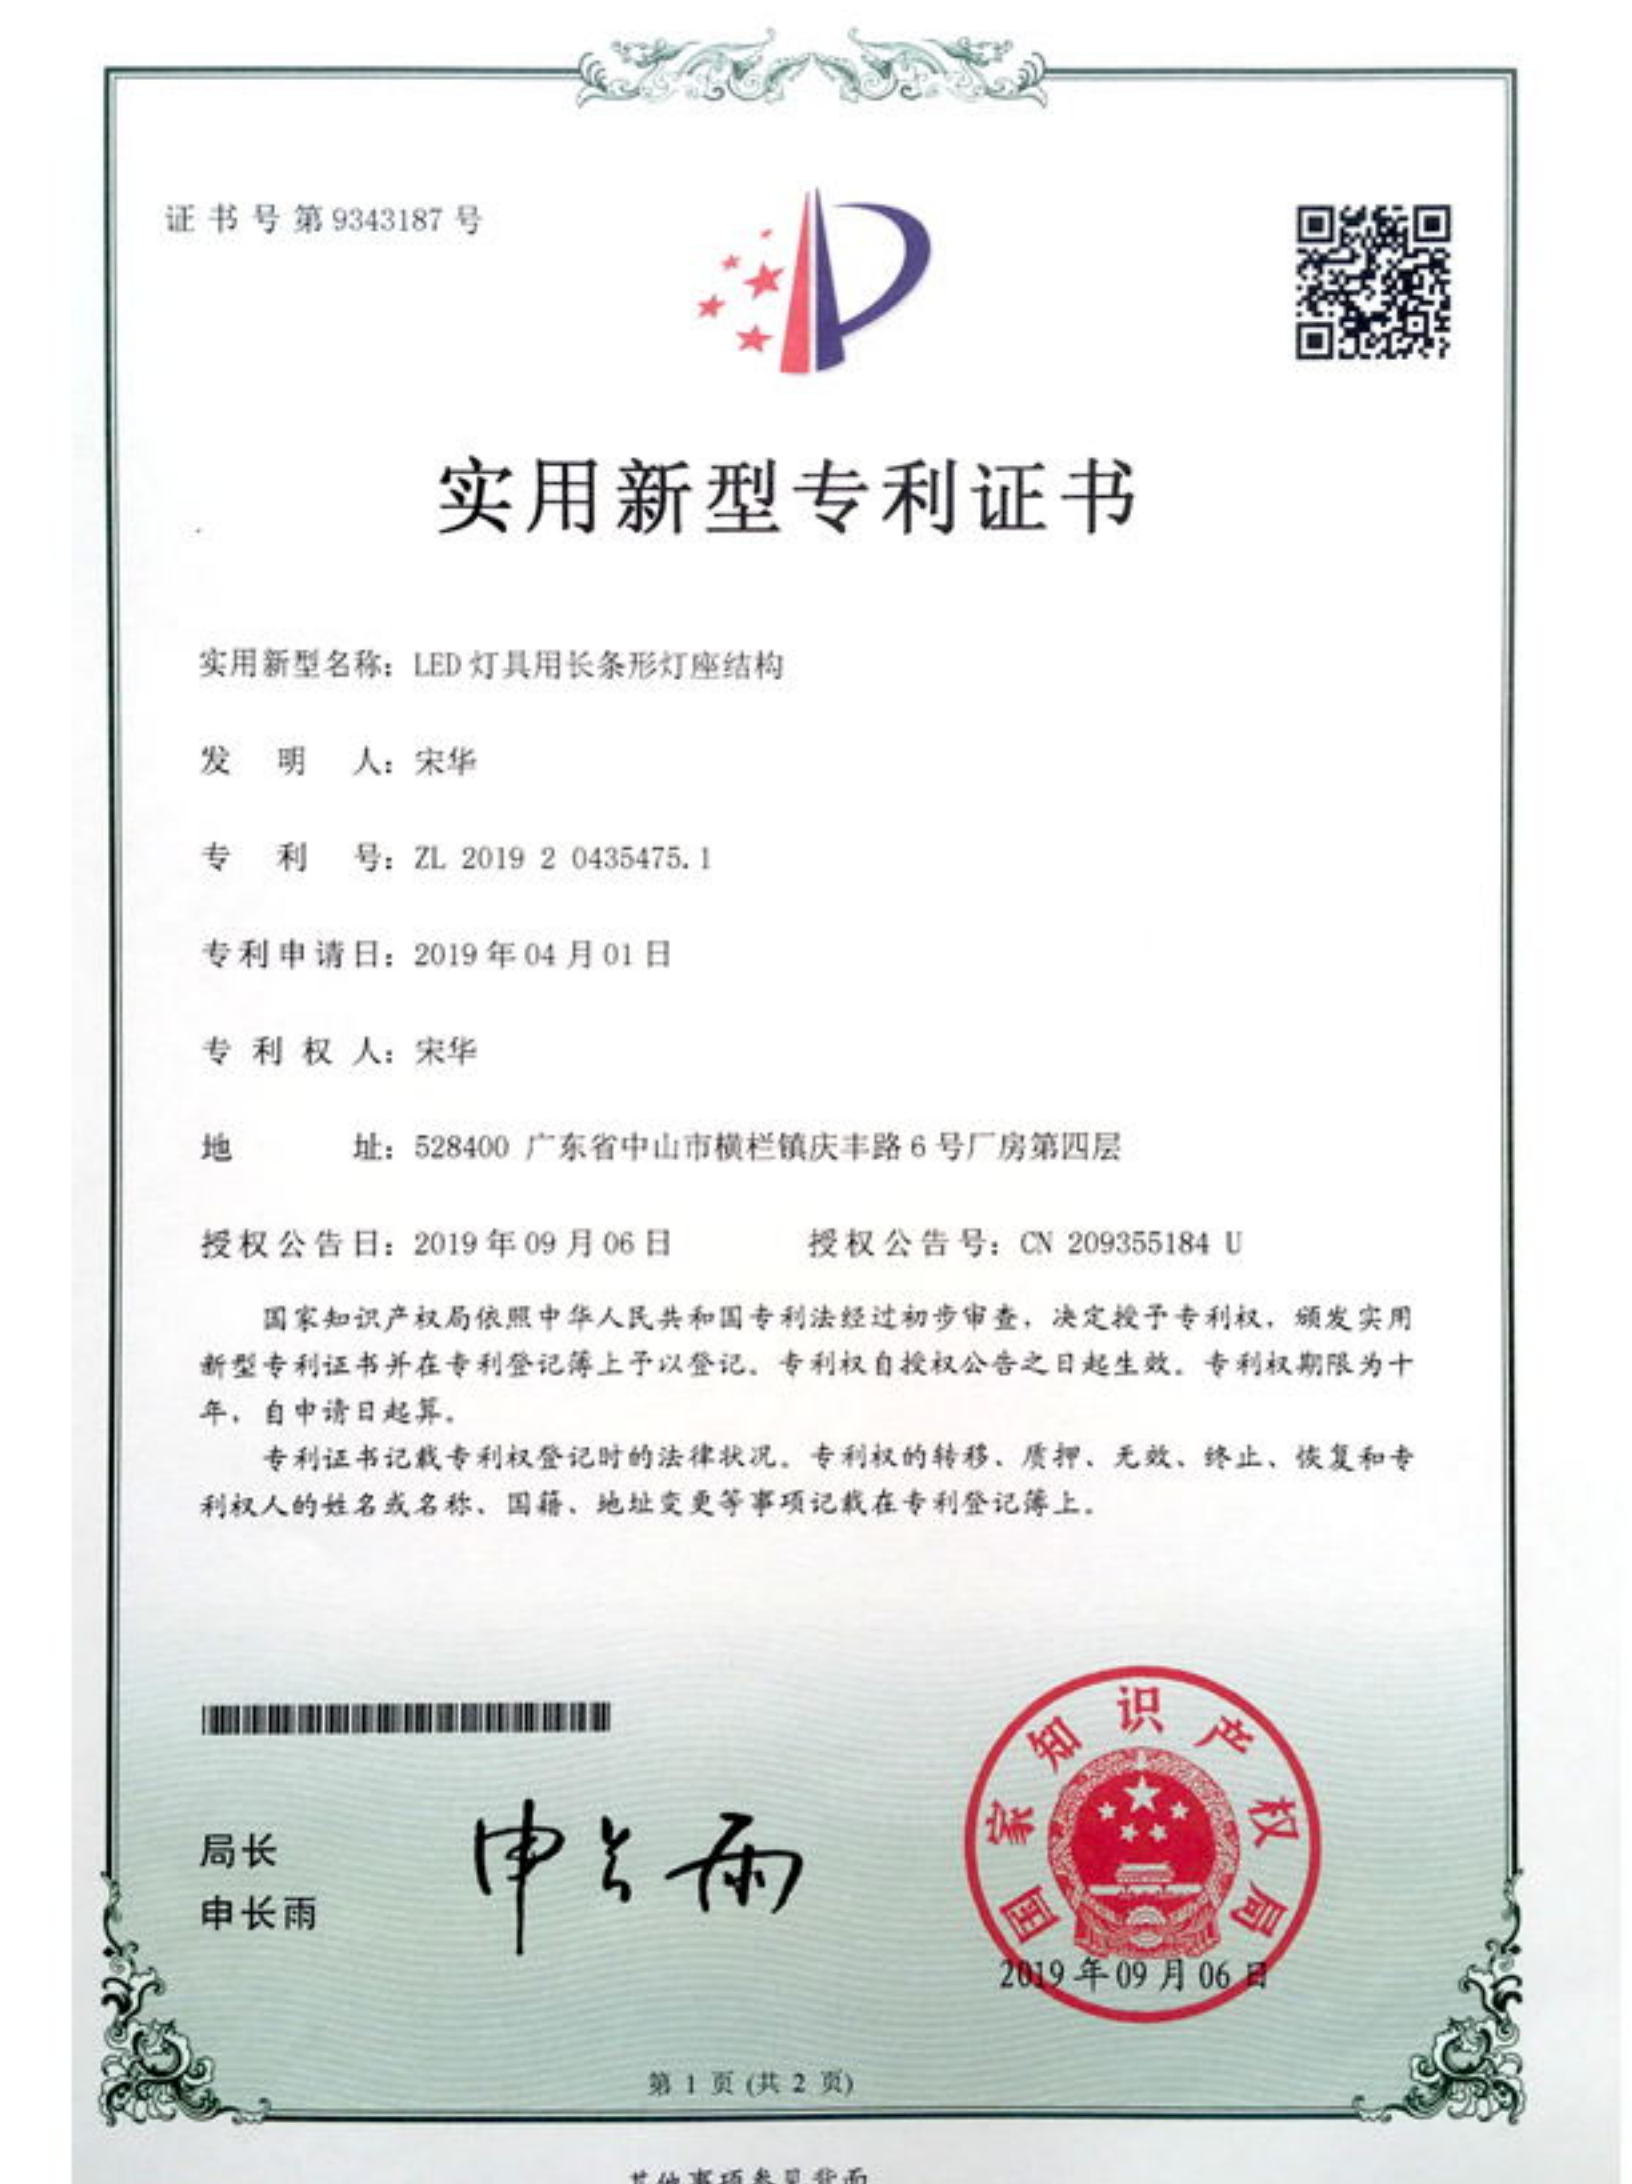 证书号第9343187号
实用新型专利证书
实用新型名称：LED灯具用长条形灯座结构
发明人：宋华
专利号：ZL 2019 2 0435475.1
专利申请日：2019年04月01日
专利权人：宋华
地址：528400 广东省中山市横栏镇庆丰路6号厂房第四层
授权公告日：2019年09月06日 授权公告号：CN 209355184 U
国家知识产权局依照中华人民共和国专利法经过初步审查，决定授予专利权，颁发实用
新型专利证书并在专利登记簿上予以登记。专利权自授权公告之日起生效。专利权期限为十
年，自申请日起算。
专利证书记载专利权登记时的法律状况。专利权的转移、质押、无效、终止、恢复和专
利权人的姓名或名称、国籍、地址变更等事项记载在专利登记簿上。
局长
申长雨
申长雨
国家知识产权局
2019年09月06日
第 1 页 (共 2 页)
其他事项参见背面